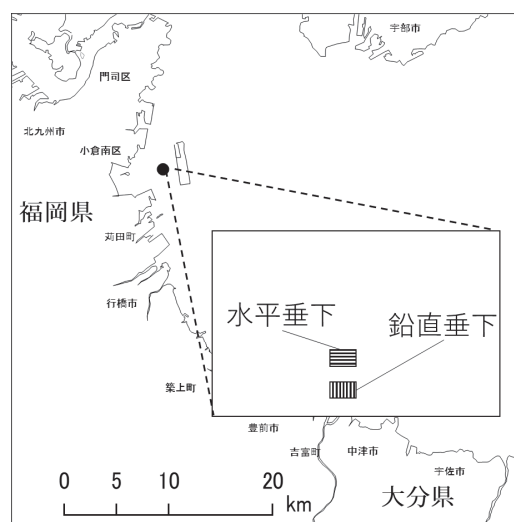 宇部市
門司区
北九州市
小倉南区
福岡県
苅田町
行橋市
水平垂下
鉛直垂下
築上町
豊前市
吉富町
中津市
宇佐市
大分県
0 5 10 20
km